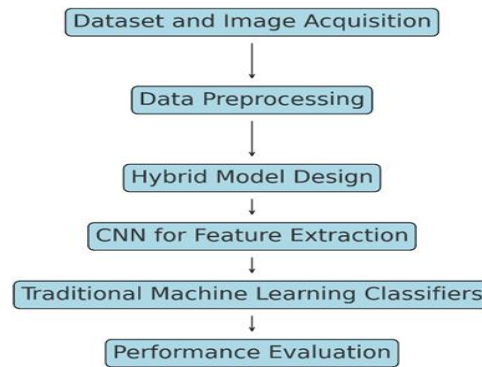 Dataset and Image Acquisition
Data Preprocessing
Hybrid Model Design
CNN for Feature Extraction
Traditional Machine Learning Classifiers
Performance Evaluation